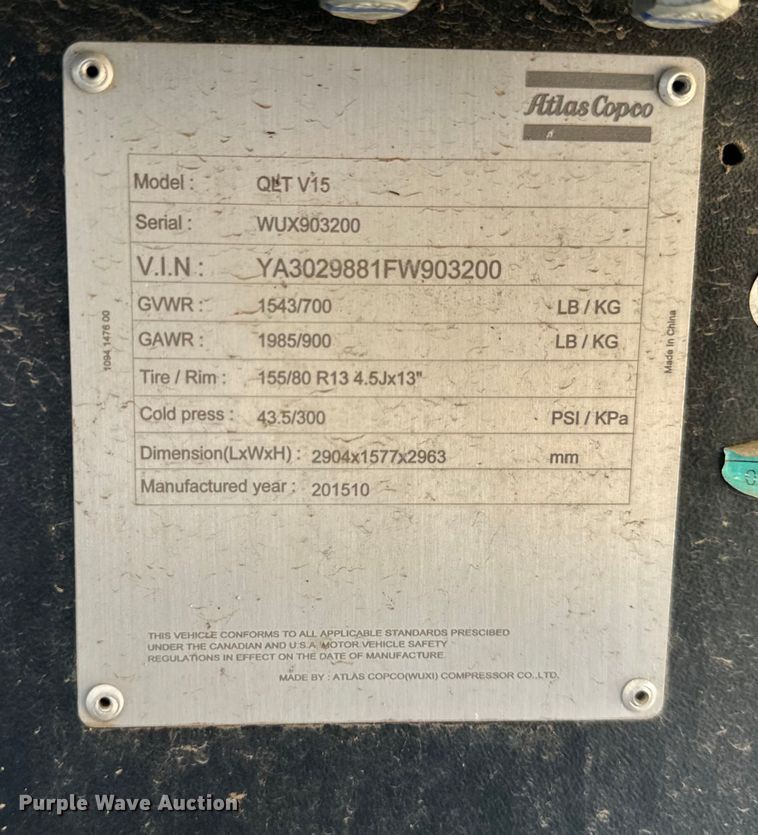 Atlas Copco
Model : QLT V15
Serial : WUX903200
V.I.N : YA3029881FW903200
GVWR : 1543/700 LB / KG
GAWR : 1985/900 LB / KG
Tire / Rim : 155/80 R13 4.5Jx13"
Cold press : 43.5/300 PSI / KPa
Dimension(LxWxH) : 2904x1577x2963 mm
Manufactured year : 201510
1094 1476 00
Made In China
THIS VEHICLE CONFORMS TO ALL APPLICABLE STANDARDS PRESCIBED
UNDER THE CANADIAN AND U.S.A. MOTOR VEHICLE SAFETY
REGULATIONS IN EFFECT ON THE DATE OF MANUFACTURE.
MADE BY : ATLAS COPCO(WUXI) COMPRESSOR CO.,LTD.
Purple Wave Auction